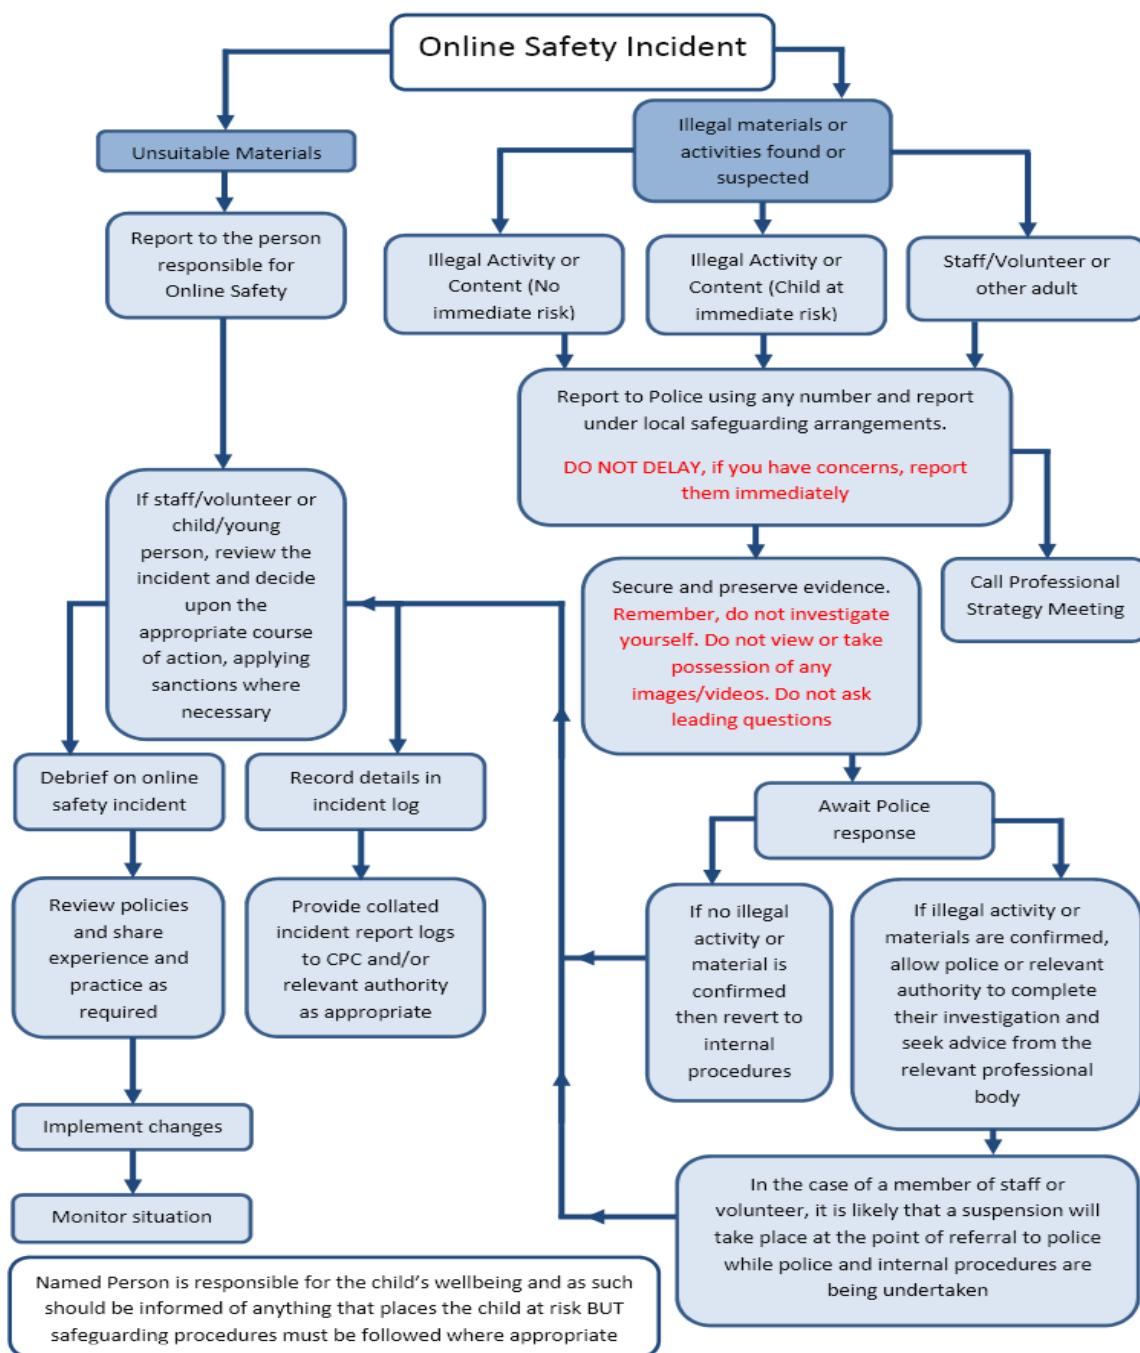 Online Safety Incident
Unsuitable Materials
Illegal materials or
activities found or
suspected
Report to the person
responsible for
Online Safety
Illegal Activity or
Content (No
immediate risk)
Illegal Activity or
Content (Child at
immediate risk)
Staff/Volunteer or
other adult
Report to Police using any number and report
under local safeguarding arrangements.
DO NOT DELAY, if you have concerns, report
them immediately
If staff/volunteer or
child/young
person, review the
incident and decide
upon the
appropriate course
of action, applying
sanctions where
necessary
Secure and preserve evidence.
Remember, do not investigate
yourself. Do not view or take
possession of any
images/videos. Do not ask
leading questions
Call Professional
Strategy Meeting
Debrief on online
safety incident
Record details in
incident log
Await Police
response
Review policies
and share
experience and
practice as
required
Provide collated
incident report logs
to CPC and/or
relevant authority
as appropriate
If no illegal
activity or
material is
confirmed
then revert to
internal
procedures
If illegal activity or
materials are confirmed,
allow police or relevant
authority to complete
their investigation and
seek advice from the
relevant professional
body
Implement changes
Monitor situation
In the case of a member of staff or
volunteer, it is likely that a suspension will
take place at the point of referral to police
while police and internal procedures are
being undertaken
Named Person is responsible for the child's wellbeing and as such
should be informed of anything that places the child at risk BUT
safeguarding procedures must be followed where appropriate